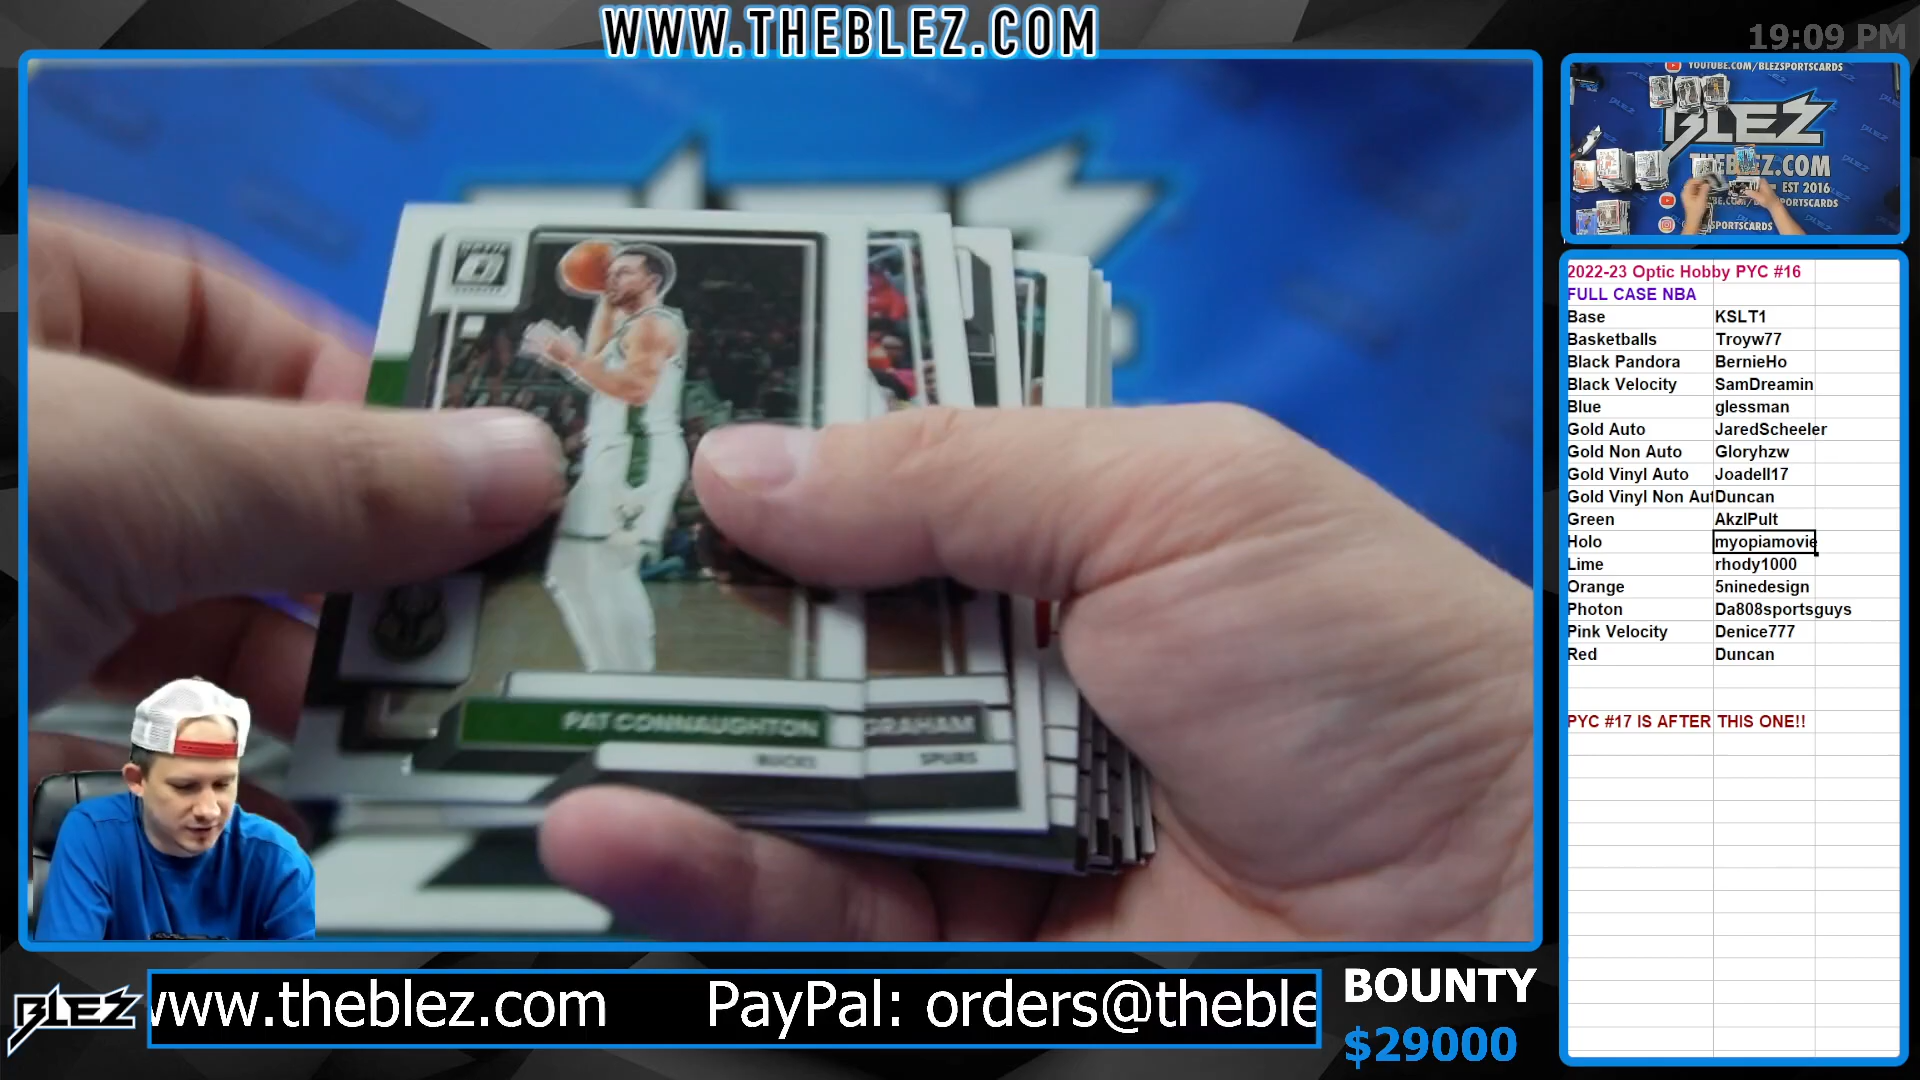 WWW.THEBLEZ.COM
19:09 PM
YOUTUBE.COM/BLEZSPORTSCARDS
BLEZ
THEBLEZ.COM
EST 2016
SPORTSCARDS
OPTIC
PAT CONNAUGHTON
BUCKS
GRAHAM
SPURS
2022-23 Optic Hobby PYC #16
FULL CASE NBA
Base KSLT1
Basketballs Troyw77
Black Pandora BernieHo
Black Velocity SamDreamin
Blue glessman
Gold Auto JaredScheeler
Gold Non Auto Gloryhzw
Gold Vinyl Auto Joadell17
Gold Vinyl Non Aut Duncan
Green AkzlPult
Holo myopiamovie
Lime rhody1000
Orange 5ninedesign
Photon Da808sportsguys
Pink Velocity Denice777
Red Duncan
PYC #17 IS AFTER THIS ONE!!
BLEZ
www.theblez.com PayPal: orders@theble
BOUNTY
$29000